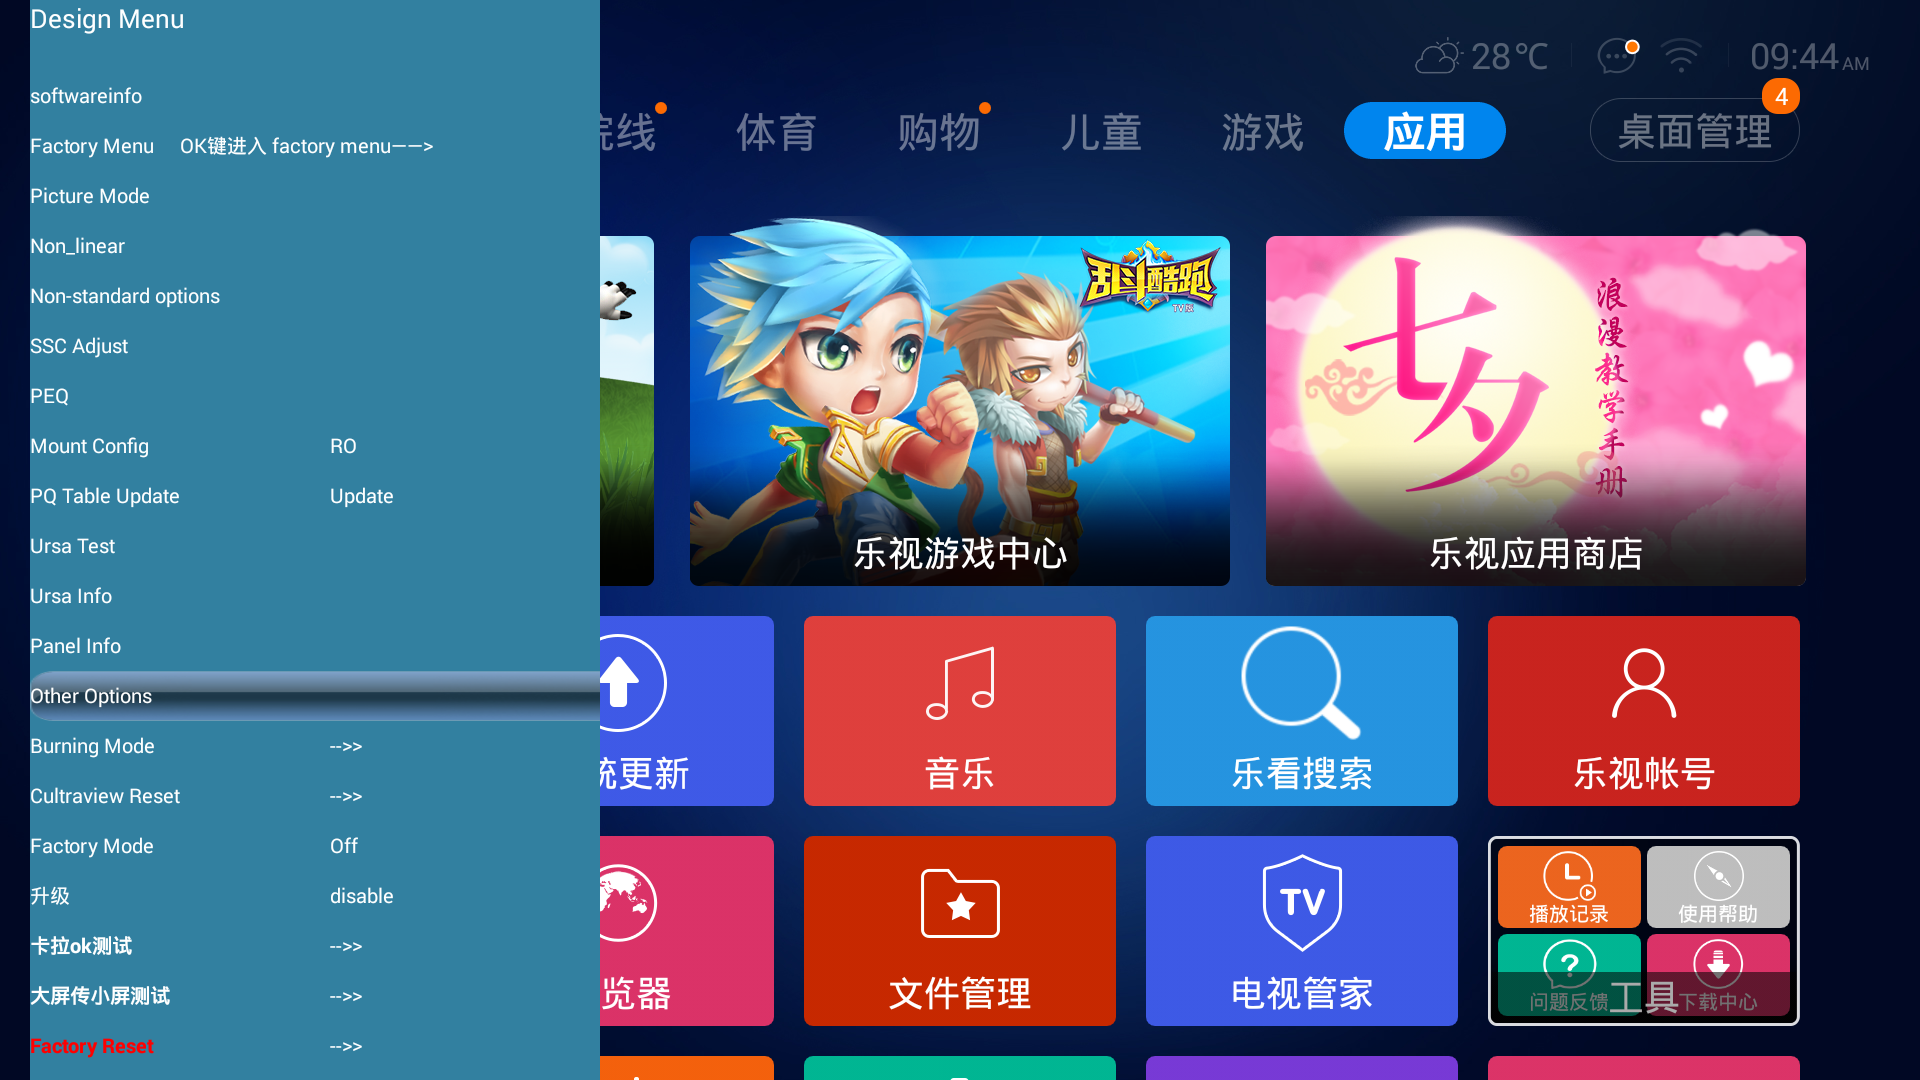 Design Menu
softwareinfo
Factory Menu OK键进入 factory menu——>
Picture Mode
Non_linear
Non-standard options
SSC Adjust
PEQ
Mount Config RO
PQ Table Update Update
Ursa Test
Ursa Info
Panel Info
Other Options
Burning Mode -->>
Cultraview Reset -->>
Factory Mode Off
升级 disable
卡拉ok测试 -->>
大屏传小屏测试 -->>
Factory Reset -->>
28℃ 09:44 AM
线 体育 购物 儿童 游戏 应用 桌面管理 4
乱斗酷跑
TV版
乐视游戏中心
七夕
浪漫教学手册
乐视应用商店
统更新 音乐 乐看搜索 乐视帐号
览器 文件管理 TV 电视管家
播放记录 使用帮助
问题反馈 工具 下载中心